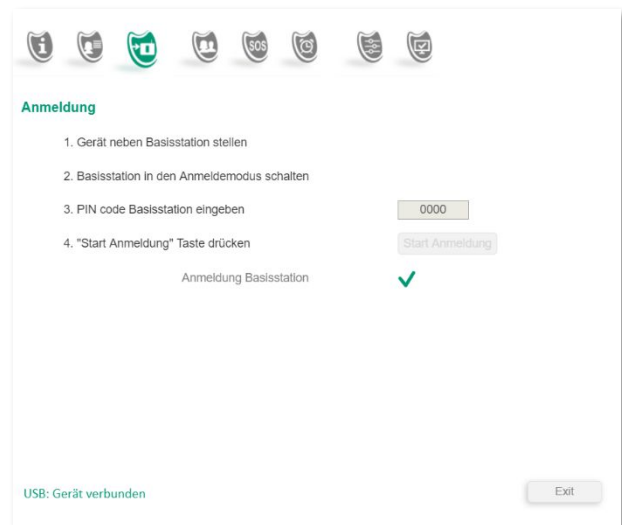 SOS
Anmeldung
1. Gerät neben Basisstation stellen
2. Basisstation in den Anmeldemodus schalten
3. PIN code Basisstation eingeben 0000
4. "Start Anmeldung" Taste drücken Start Anmeldung
Anmeldung Basisstation
USB: Gerät verbunden Exit